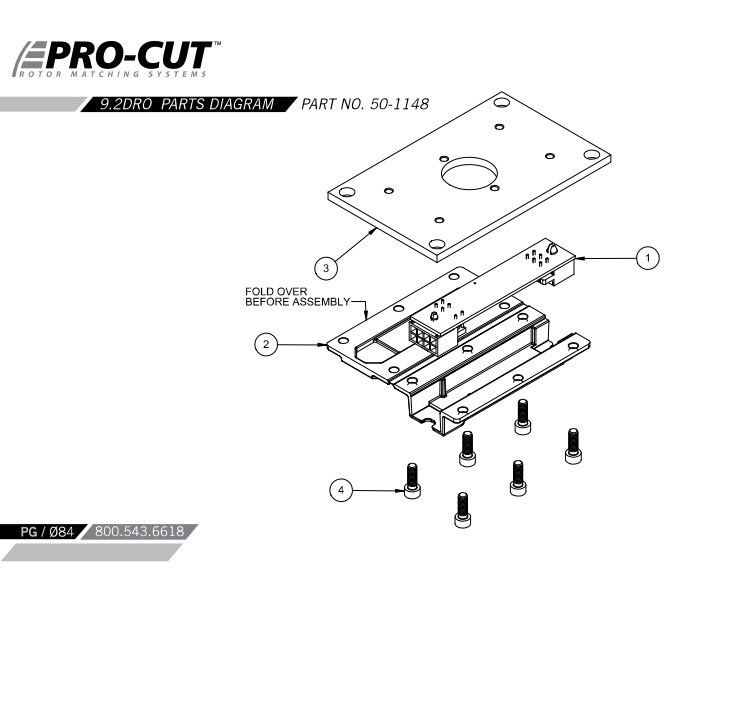 PRO-CUT™
ROTOR MATCHING SYSTEMS
9.2DRO PARTS DIAGRAM PART NO. 50-1148
1
3
FOLD OVER
BEFORE ASSEMBLY
2
4
PG / Ø84 / 800.543.6618